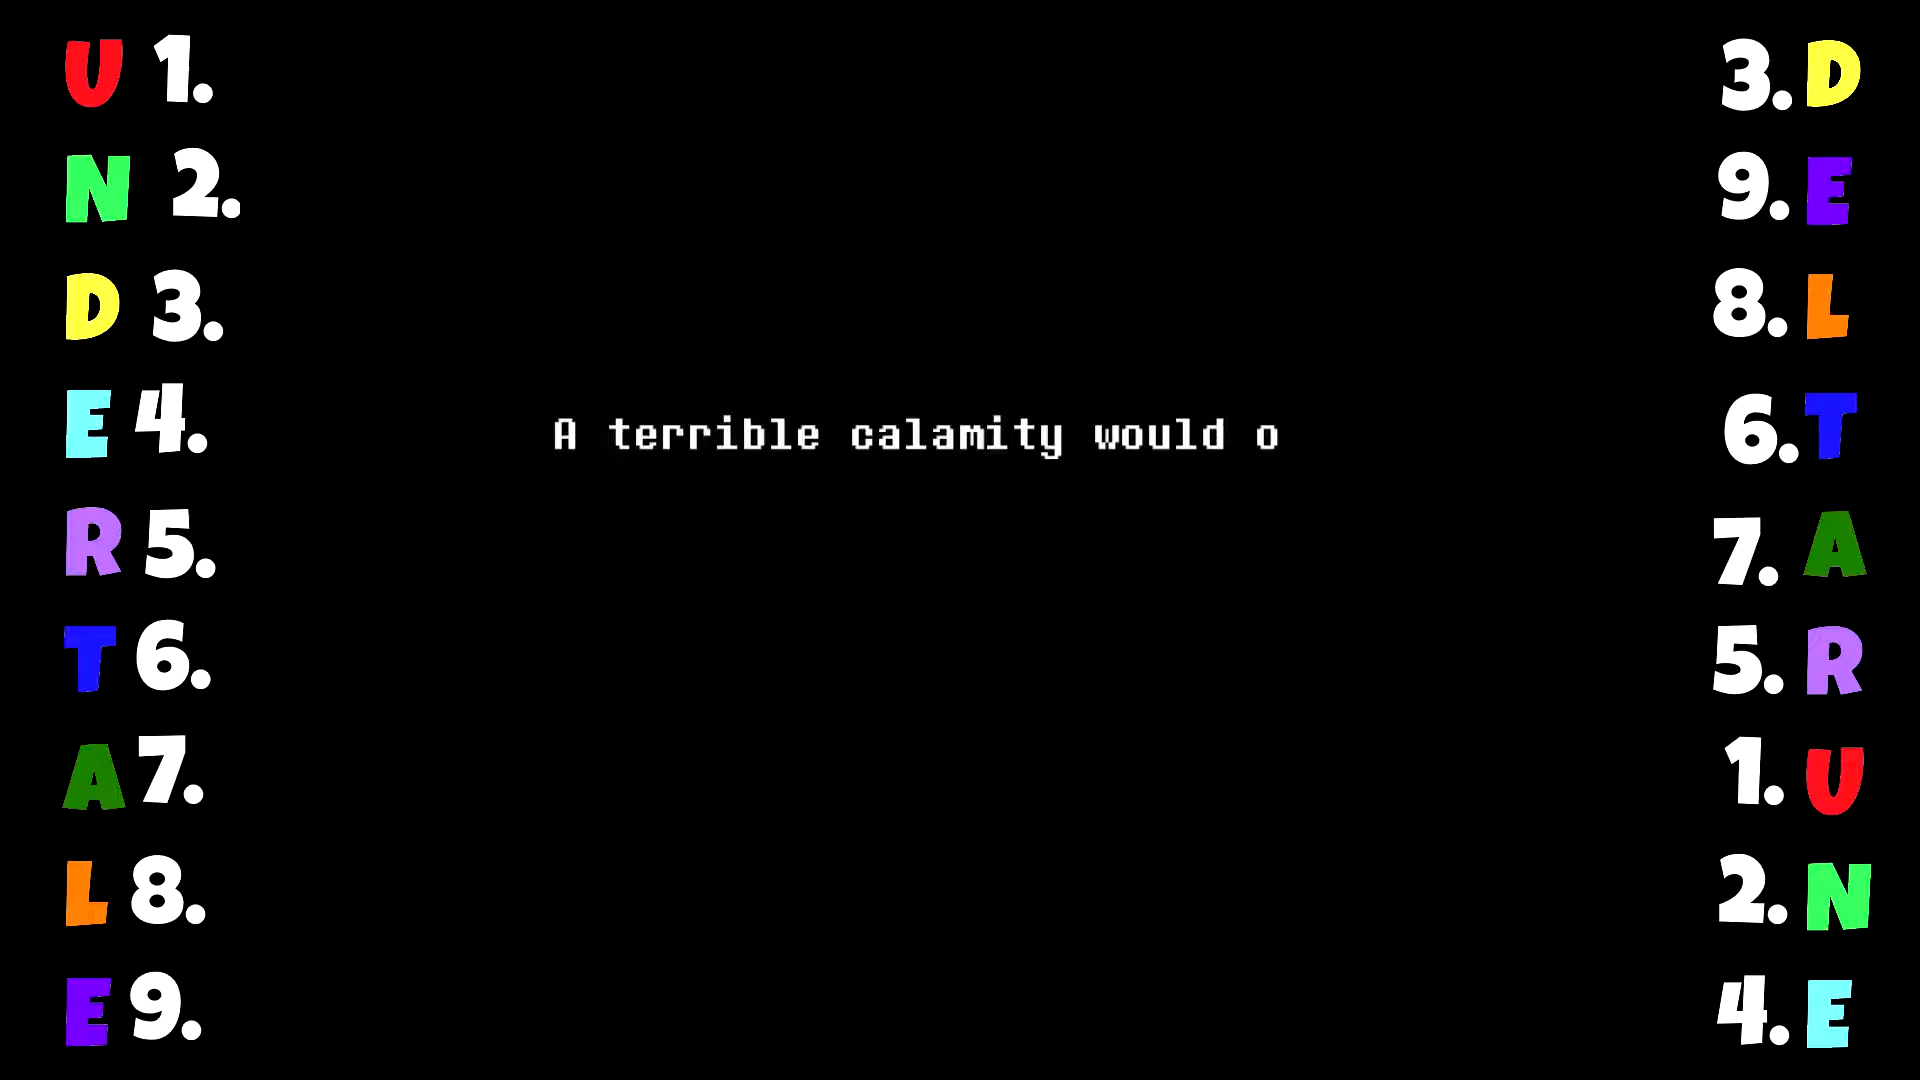 U 1.
N 2.
D 3.
E 4.
R 5.
T 6.
A 7.
L 8.
E 9.
A terrible calamity would o
3. D
9. E
8. L
6. T
7. A
5. R
1. U
2. N
4. E